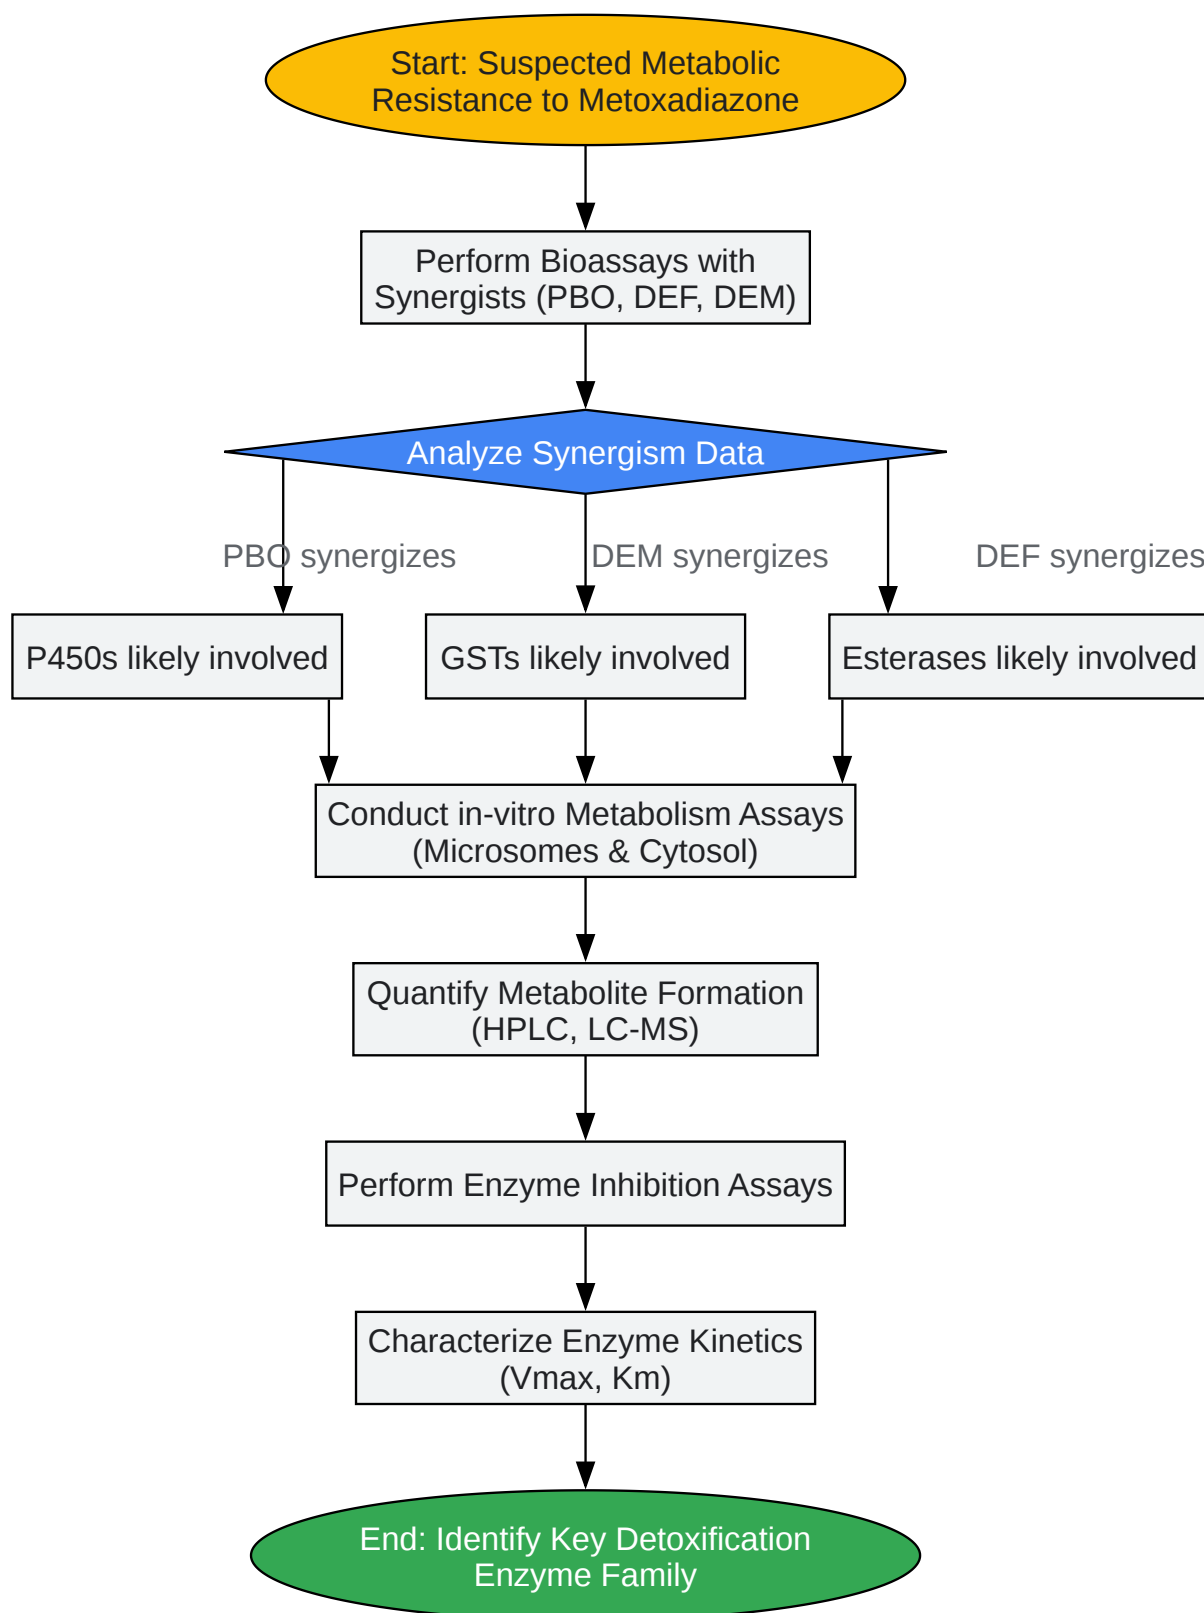 Start: Suspected Metabolic
Resistance to Metoxadiazone
Perform Bioassays with
Synergists (PBO, DEF, DEM)
Analyze Synergism Data
PBO synergizes
DEM synergizes
DEF synergizes
P450s likely involved
GSTs likely involved
Esterases likely involved
Conduct in-vitro Metabolism Assays
(Microsomes & Cytosol)
Quantify Metabolite Formation
(HPLC, LC-MS)
Perform Enzyme Inhibition Assays
Characterize Enzyme Kinetics
(Vmax, Km)
End: Identify Key Detoxification
Enzyme Family